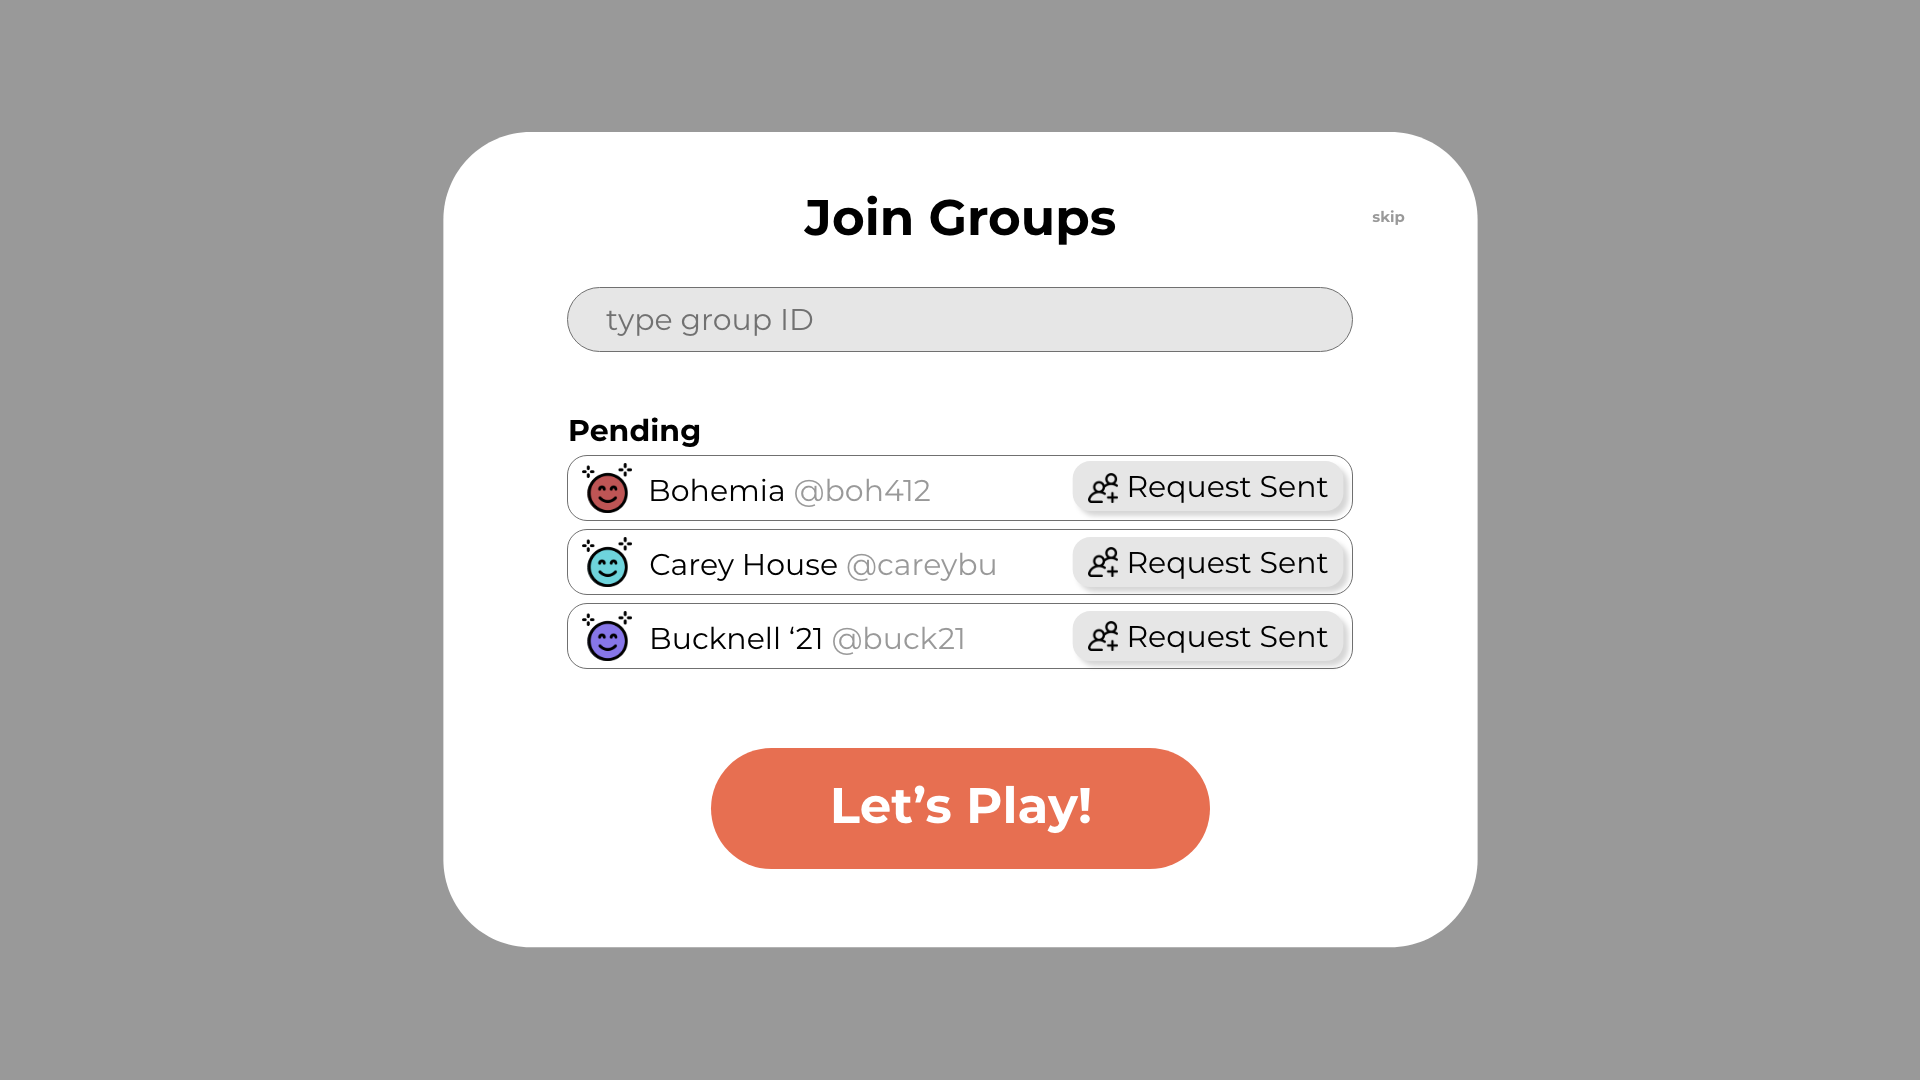 Join Groups
skip
type group ID
Pending
Bohemia @boh412 Request Sent
Carey House @careybu Request Sent
Bucknell ‘21 @buck21 Request Sent
Let’s Play!